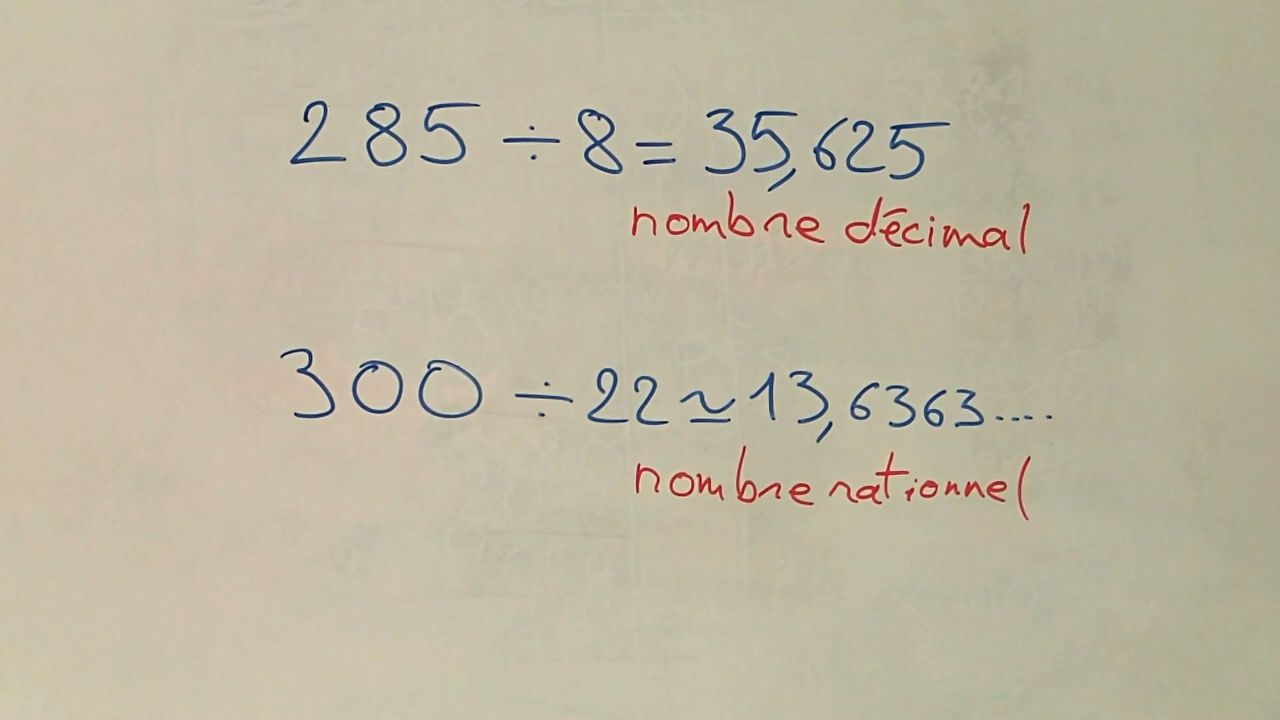 285 ÷ 8 = 35,625
nombre décimal
300 ÷ 22 ≃ 13,6363....
nombre rationnel